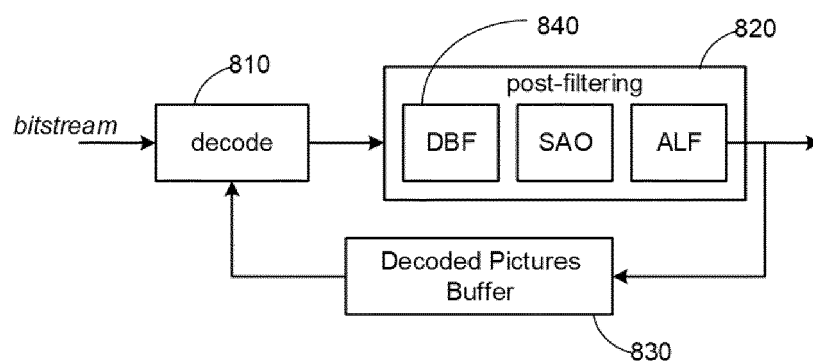 840
820
810
post-filtering
bitstream
decode
DBF
SAO
ALF
Decoded Pictures
Buffer
830